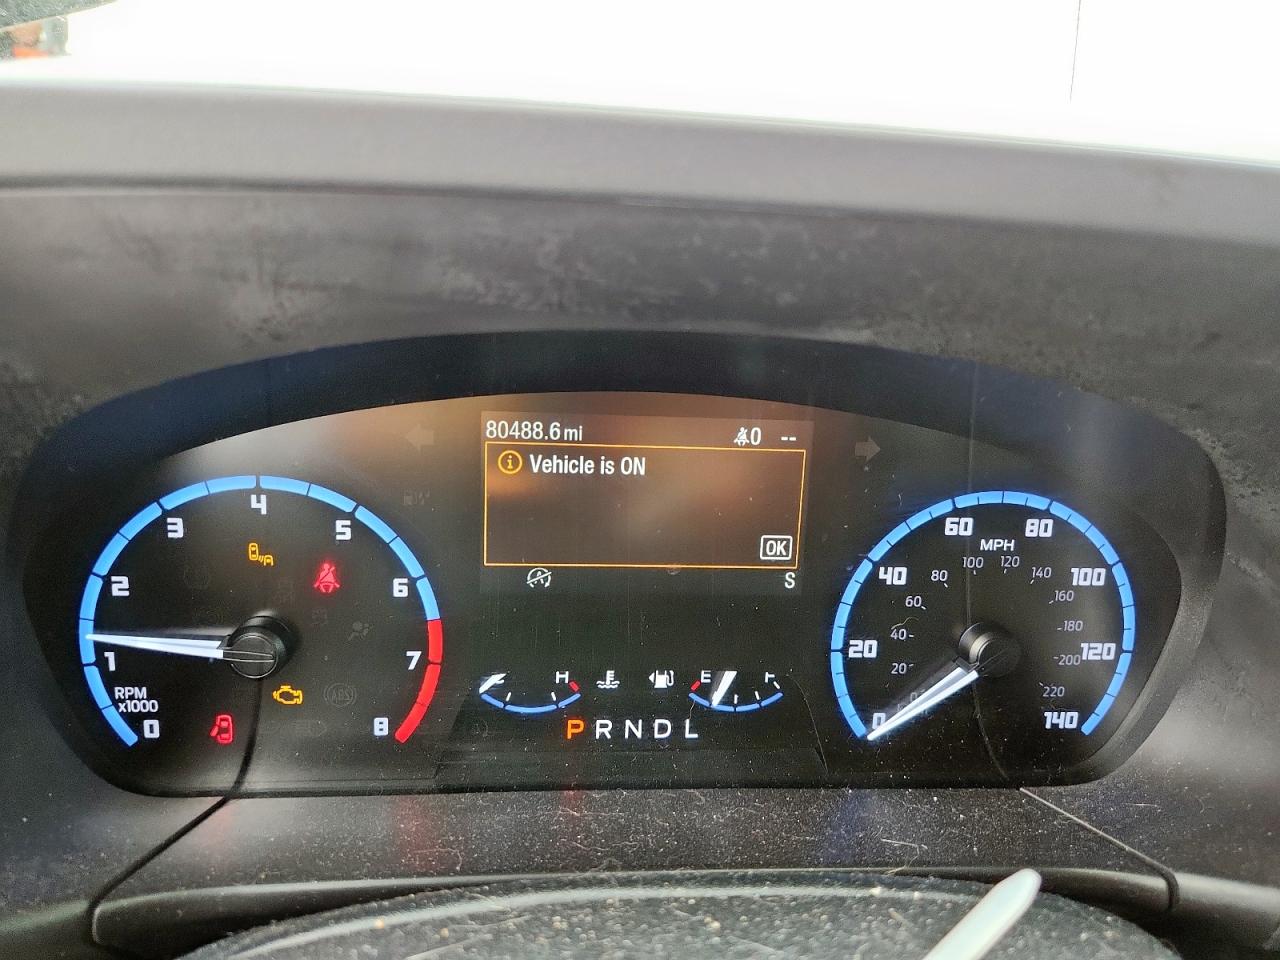 80488.6 mi 0 --
Vehicle is ON
OK
S
0 1 2 3 4 5 6 7 8
RPM
x1000
ABS
H E F
P R N D L
0 20 40 60 80 100 120 140
MPH
20 40 60 80 100 120 140 160 180 200 220